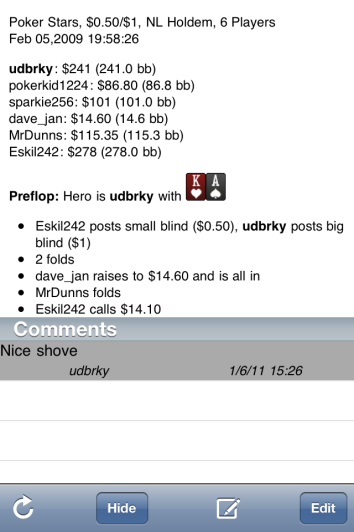 Poker Stars, $0.50/$1, NL Holdem, 6 Players
Feb 05,2009 19:58:26
udbrky: $241 (241.0 bb)
pokerkid1224: $86.80 (86.8 bb)
sparkie256: $101 (101.0 bb)
dave_jan: $14.60 (14.6 bb)
MrDunns: $115.35 (115.3 bb)
Eskil242: $278 (278.0 bb)
Preflop: Hero is udbrky with K♥ A♠
• Eskil242 posts small blind ($0.50), udbrky posts big
blind ($1)
• 2 folds
• dave_jan raises to $14.60 and is all in
• MrDunns folds
• Eskil242 calls $14.10
Comments
Nice shove
udbrky 1/6/11 15:26
Hide Edit